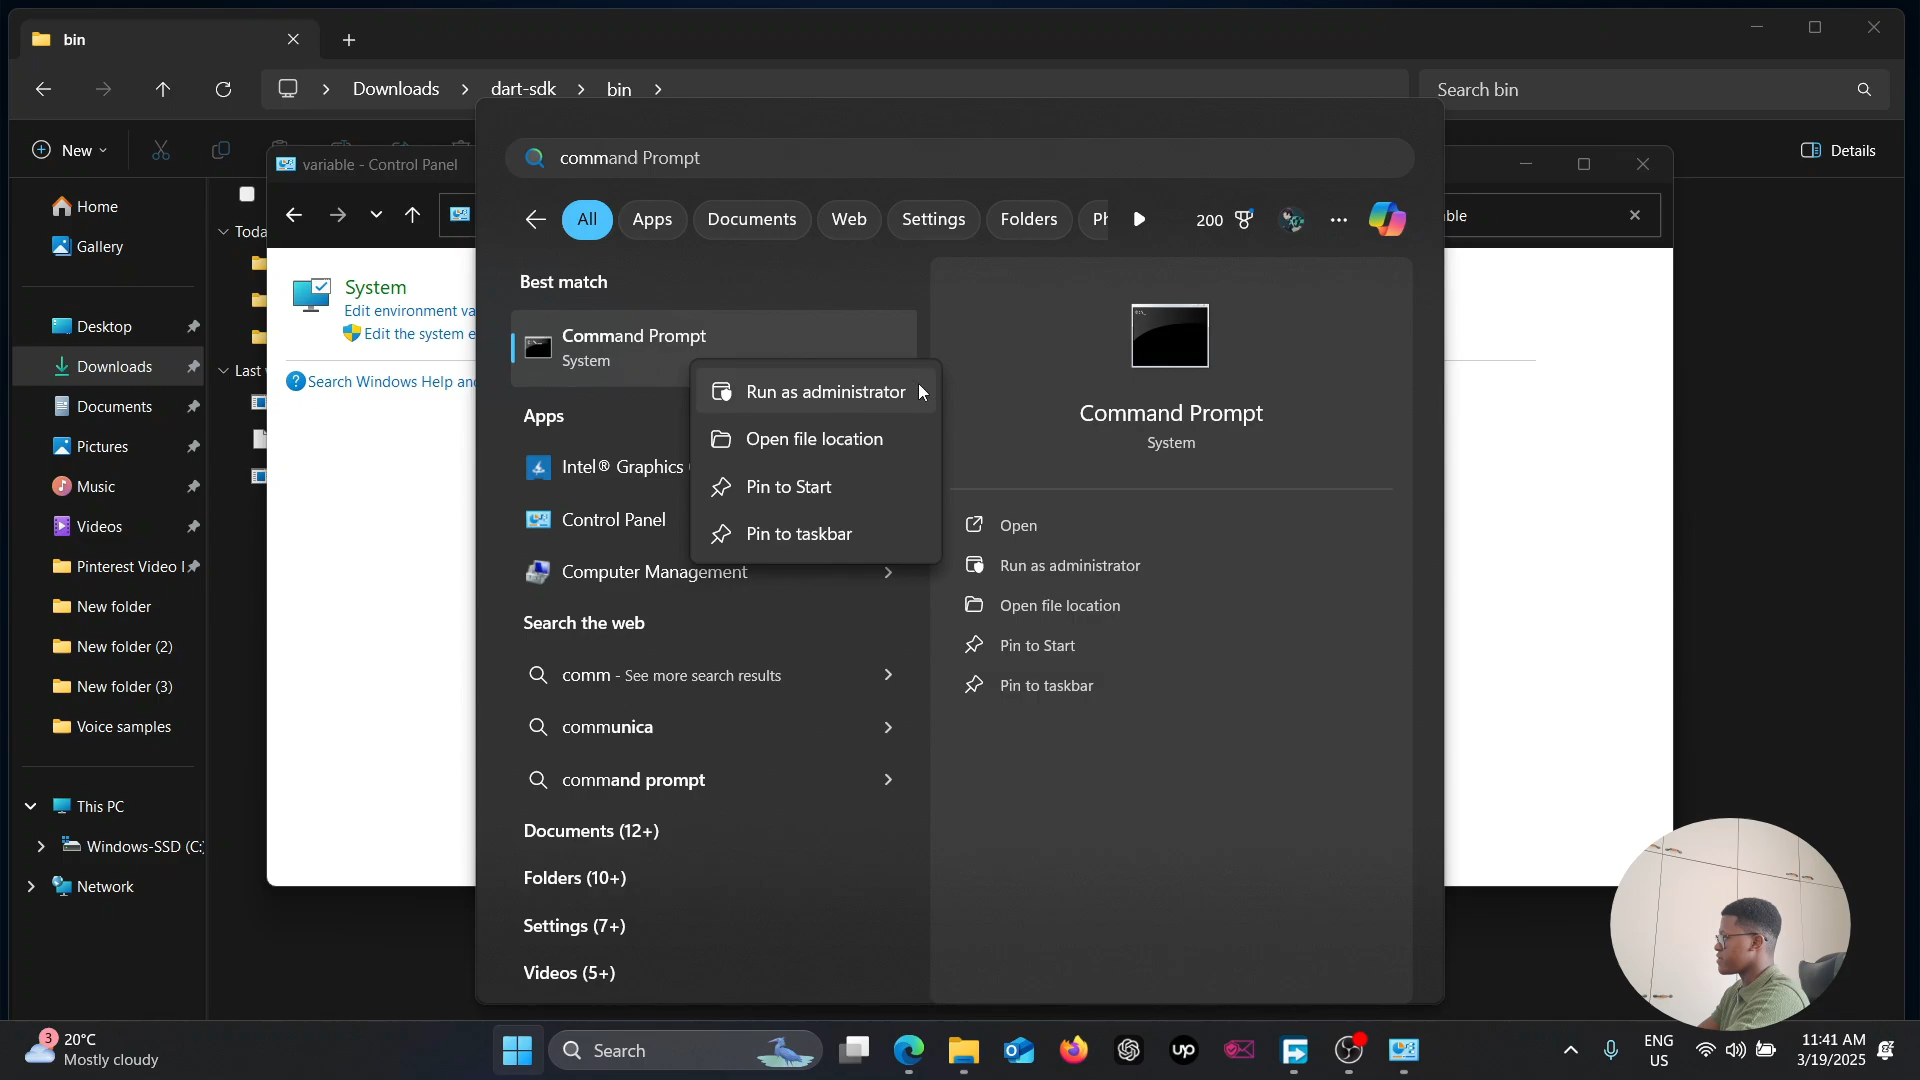 bin
Downloads
dart-sdk
bin
Search bin
New
Details
variable - Control Panel
command Prompt
Home
Gallery
Desktop
Downloads
Documents
Pictures
Music
Videos
Pinterest Video
New folder
New folder (2)
New folder (3)
Voice samples
This PC
Windows-SSD (C:
Network
Toda
Last
System
Edit environment va
Edit the system e
Search Windows Help an
All
Apps
Documents
Web
Settings
Folders
Ph
200
ble
Best match
Command Prompt
System
Run as administrator
Open file location
Pin to Start
Pin to taskbar
Apps
Intel® Graphics
Control Panel
Computer Management
Search the web
comm - See more search results
communica
command prompt
Documents (12+)
Folders (10+)
Settings (7+)
Videos (5+)
Command Prompt
System
Open
Run as administrator
Open file location
Pin to Start
Pin to taskbar
3
20°C
Mostly cloudy
Search
up
ENG
US
11:41 AM
3/19/2025